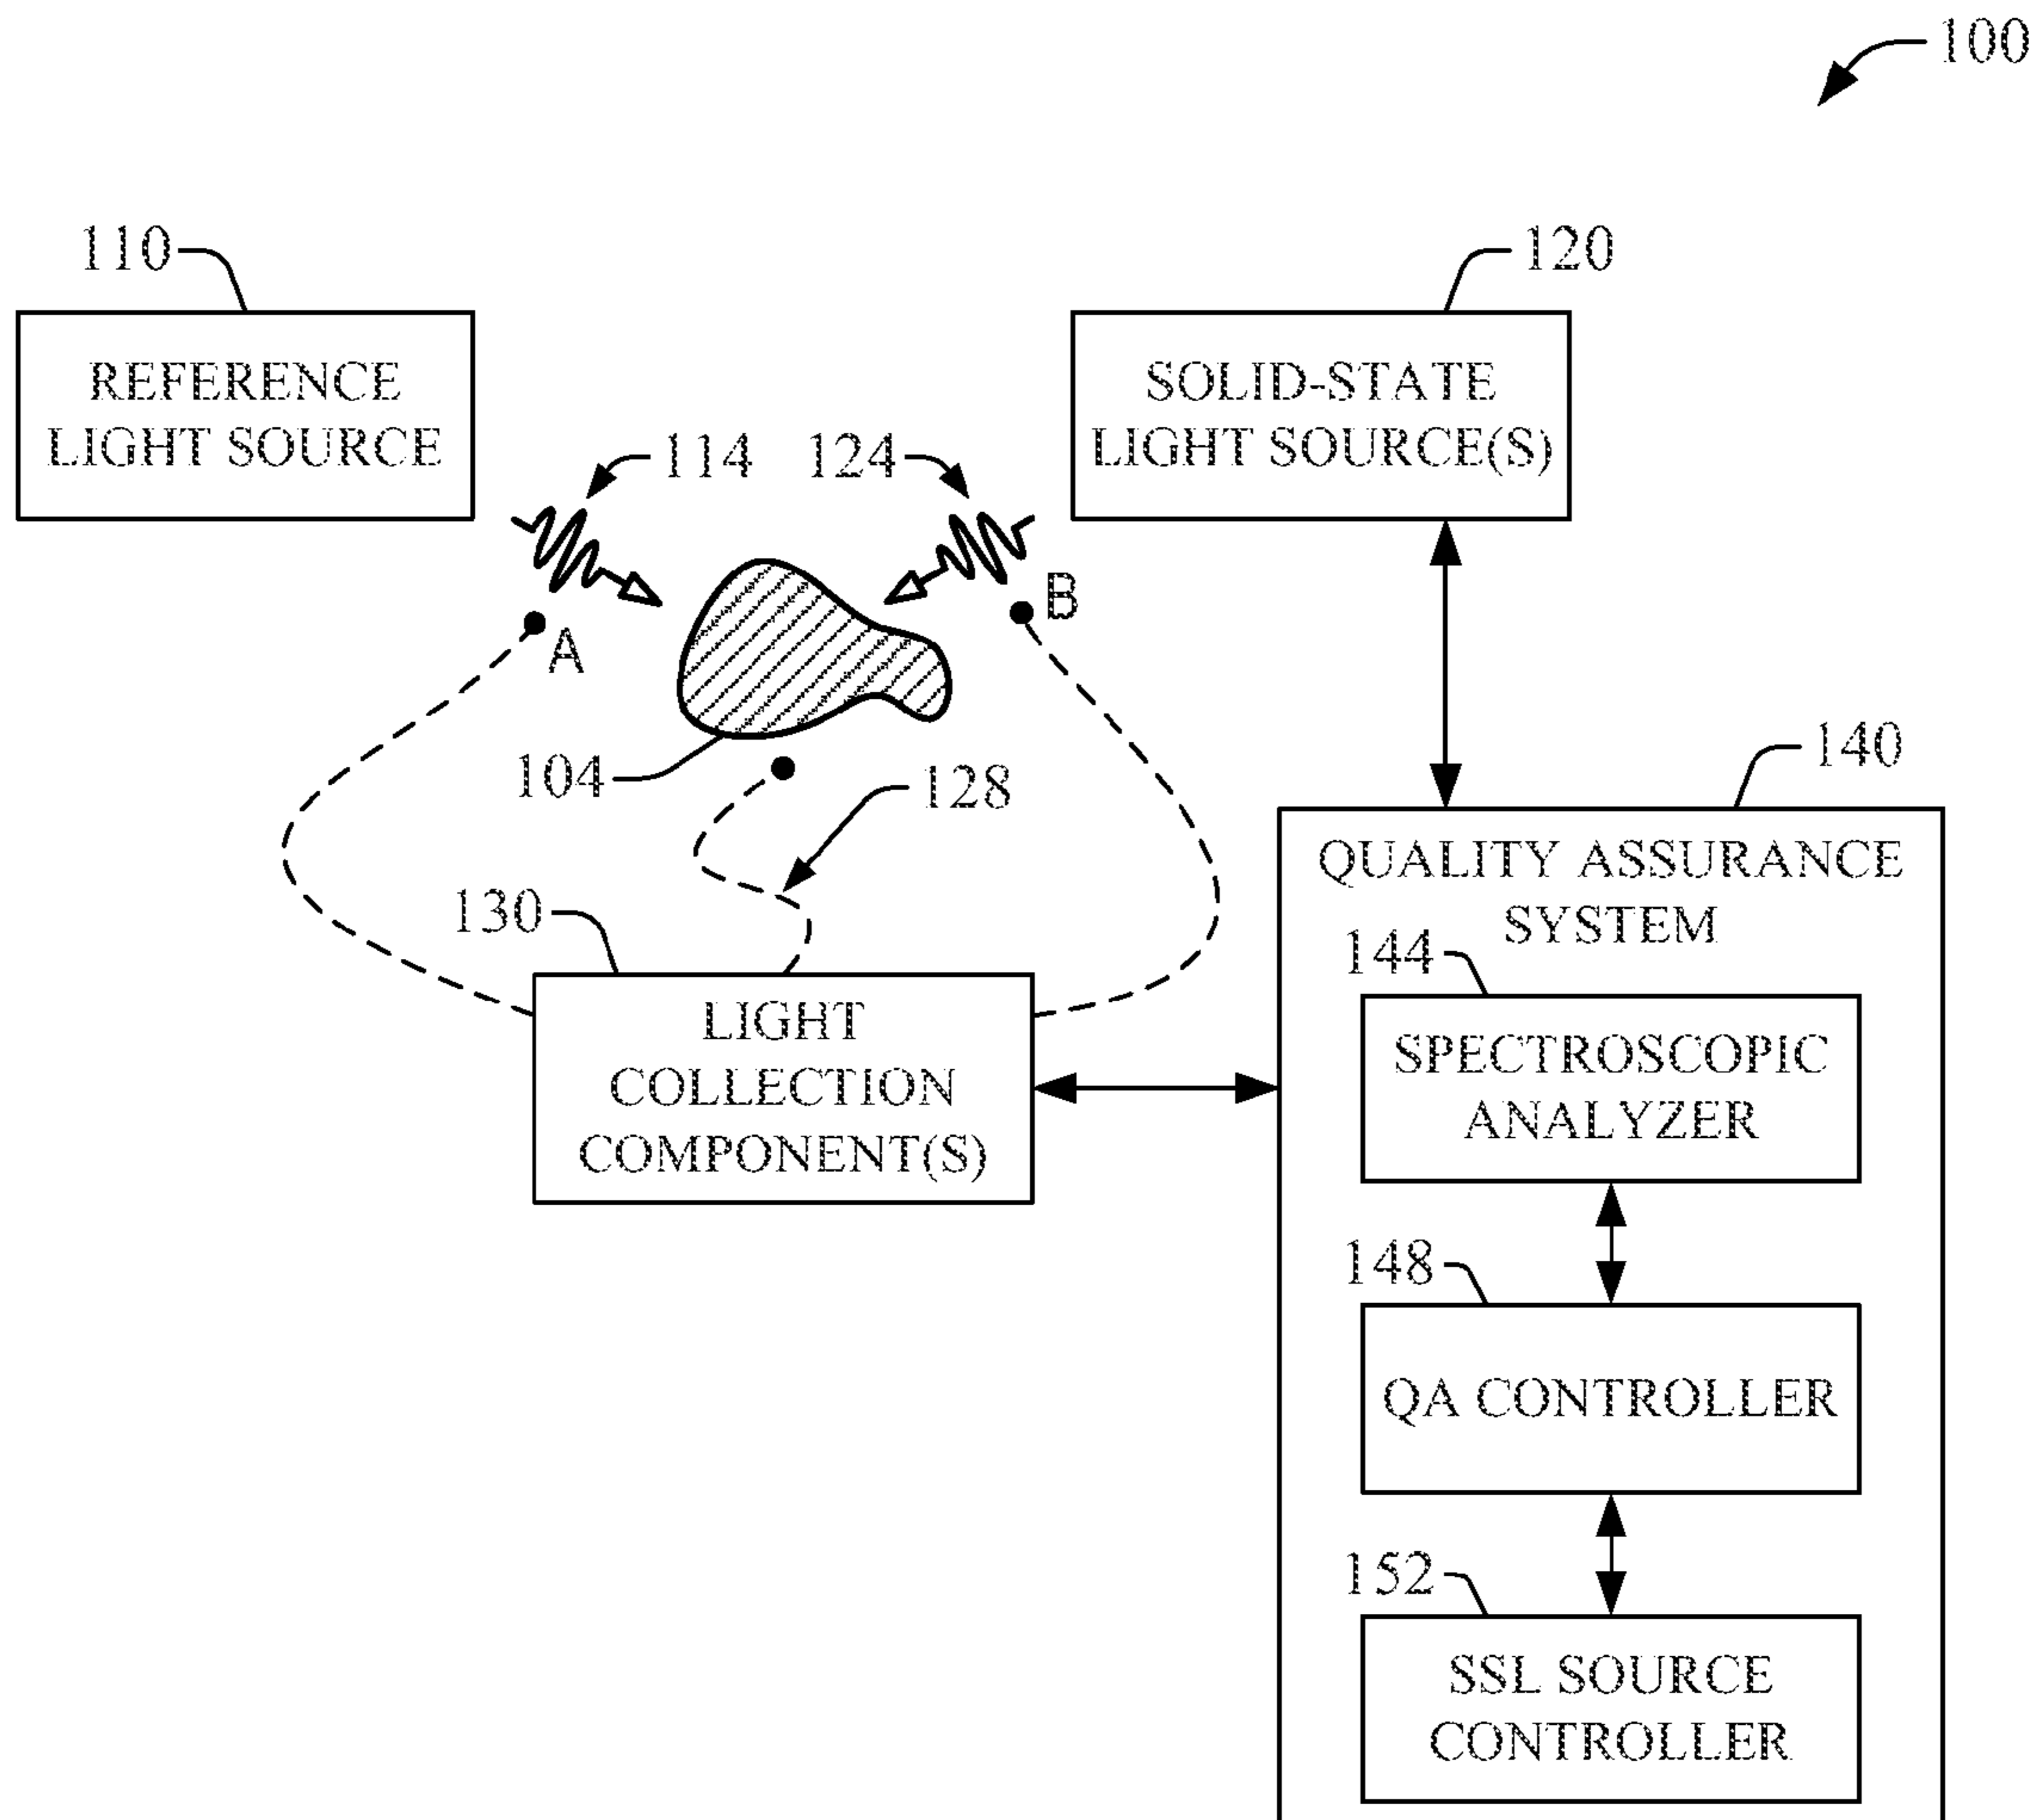 100
110
120
REFERENCE
LIGHT SOURCE
SOLID-STATE
LIGHT SOURCE(S)
114
124
A
B
104
128
140
QUALITY ASSURANCE
SYSTEM
130
LIGHT
COLLECTION
COMPONENT(S)
144
SPECTROSCOPIC
ANALYZER
148
QA CONTROLLER
152
SSL SOURCE
CONTROLLER